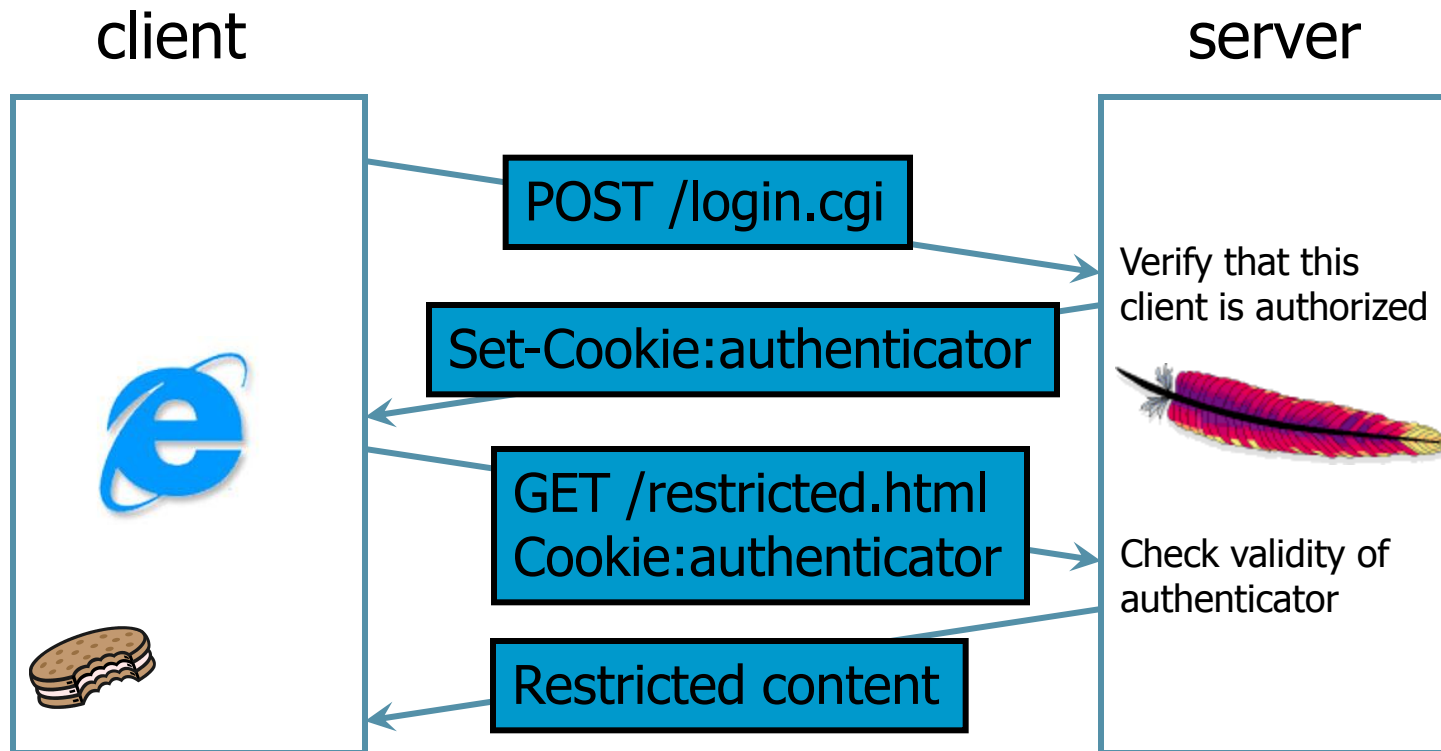 client
server
POST /login.cgi
Verify that this
client is authorized
Set-Cookie:authenticator
GET /restricted.html
Cookie:authenticator
Check validity of
authenticator
Restricted content